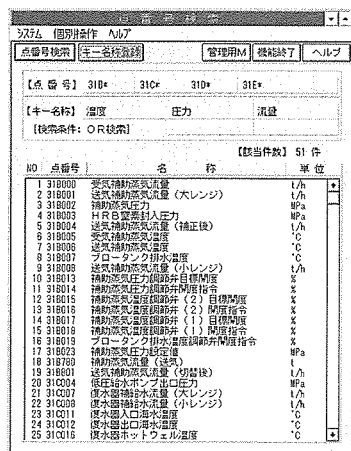 点番号検索
システム 個別操作 ヘルプ
点番号検索 キー名称登録 管理用M 機能終了 ヘルプ
【点 番 号】 31D* 31C* 31D* 31E*
【キー名称】 温度 圧力 流量
[検索条件: OR検索]
【該当件数】 51 件
NO 点番号 名 称 単 位
1 31B000 受気補助蒸気流量 t/h
2 31B001 送気補助蒸気流量（大レンジ） t/h
3 31B002 補助蒸気圧力 MPa
4 31B003 HRB窒素封入圧力 MPa
5 31B004 送気補助蒸気流量（補正後） t/h
6 31B005 受気補助蒸気温度 ℃
7 31B006 送気補助蒸気温度 ℃
8 31B007 ブロータンク排水温度 ℃
9 31B008 送気補助蒸気流量（小レンジ） t/h
10 31B013 補助蒸気圧力調節弁目標開度 %
11 31B014 補助蒸気圧力調節弁開度指令 %
12 31B015 補助蒸気温度調節弁（2）目標開度 %
13 31B016 補助蒸気温度調節弁（2）開度指令 %
14 31B017 補助蒸気温度調節弁（1）目標開度 %
15 31B018 補助蒸気温度調節弁（1）開度指令 %
16 31B019 ブロータンク排水温度調節弁開度指令 %
17 31B023 補助蒸気圧力設定値 MPa
18 31B780 補助蒸気流量（送気） t
19 31B801 送気補助蒸気流量（切替後） t/h
20 31C004 低圧給水ポンプ出口圧力 MPa
21 31C007 復水器補給水流量（大レンジ） t/h
22 31C008 復水器補給水流量（小レンジ） t/h
23 31C011 復水器入口海水温度 ℃
24 31C012 復水器出口海水温度 ℃
25 31C016 復水器ホットウェル温度 ℃